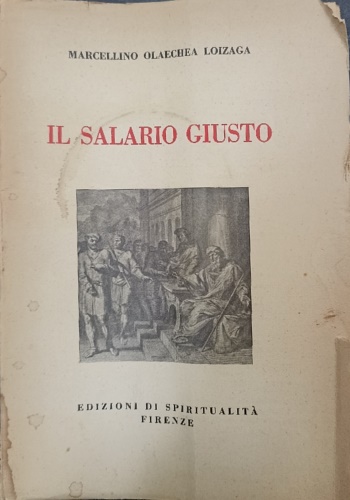 MARCELLINO OLAECHEA LOIZAGA
IL SALARIO GIUSTO
EDIZIONI DI SPIRITUALITÀ
FIRENZE